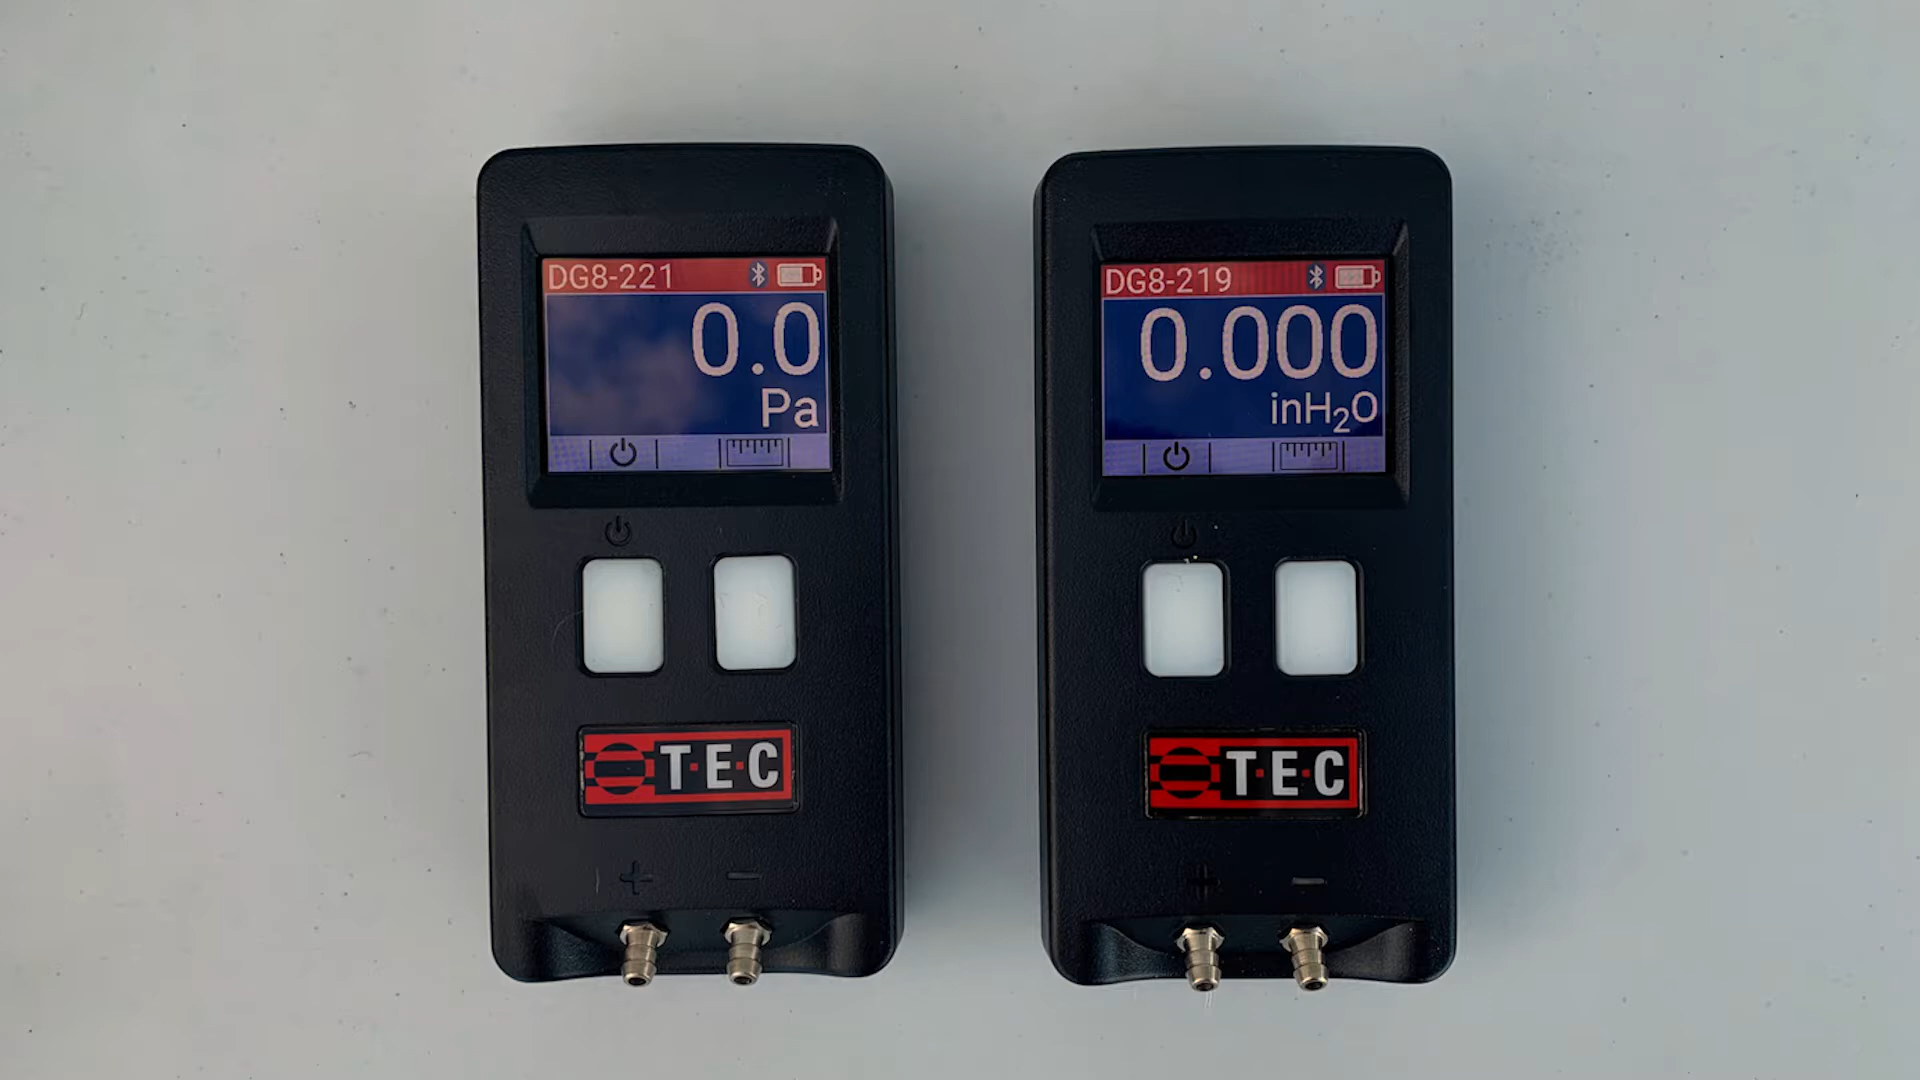 DG8-221
0.0
Pa
T·E·C
+ −
DG8-219
0.000
inH₂O
T·E·C
+ −